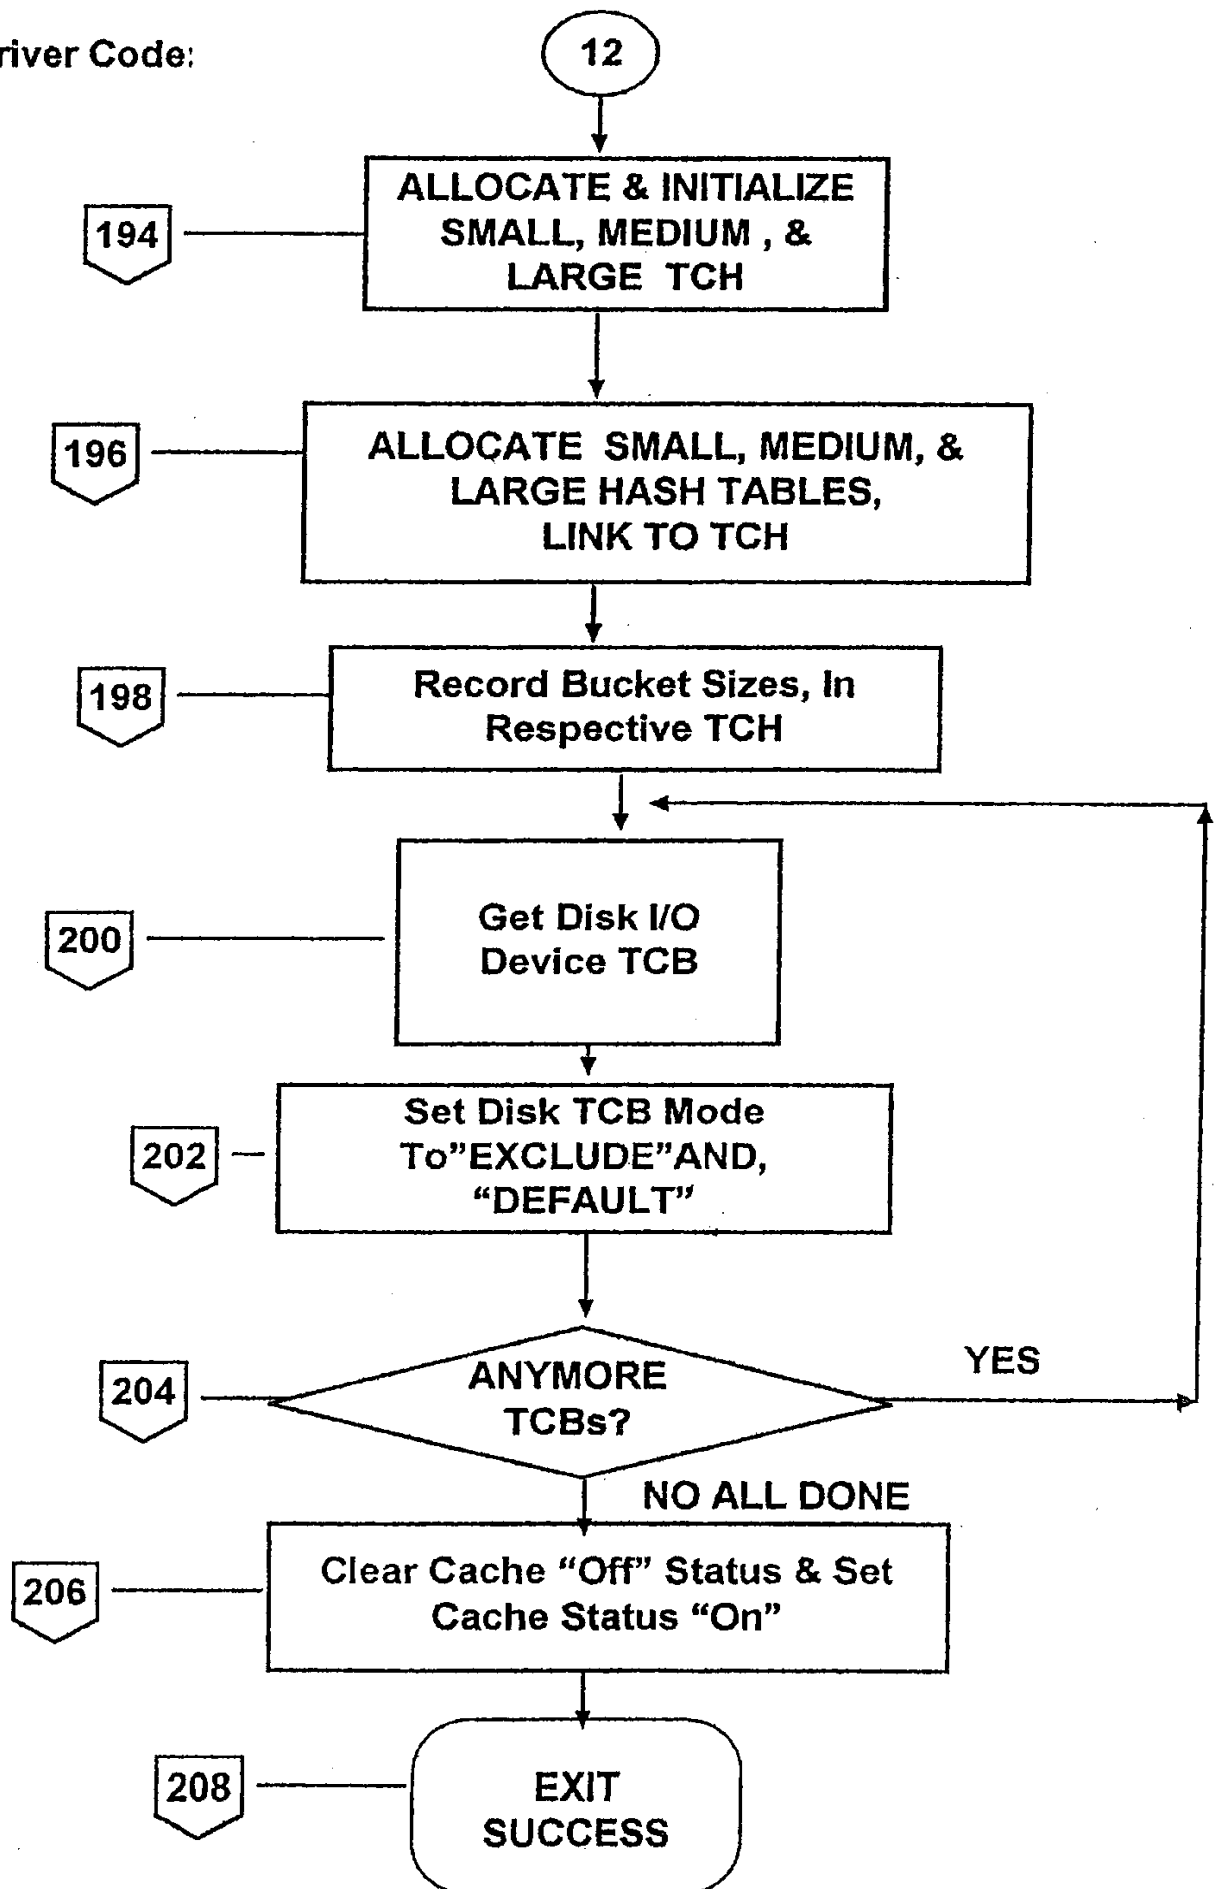 river Code:
12
194
ALLOCATE & INITIALIZE
SMALL, MEDIUM , &
LARGE TCH
196
ALLOCATE SMALL, MEDIUM, &
LARGE HASH TABLES,
LINK TO TCH
198
Record Bucket Sizes, In
Respective TCH
200
Get Disk I/O
Device TCB
202
Set Disk TCB Mode
To”EXCLUDE”AND,
“DEFAULT”
204
ANYMORE
TCBs?
YES
NO ALL DONE
206
Clear Cache “Off” Status & Set
Cache Status “On”
208
EXIT
SUCCESS